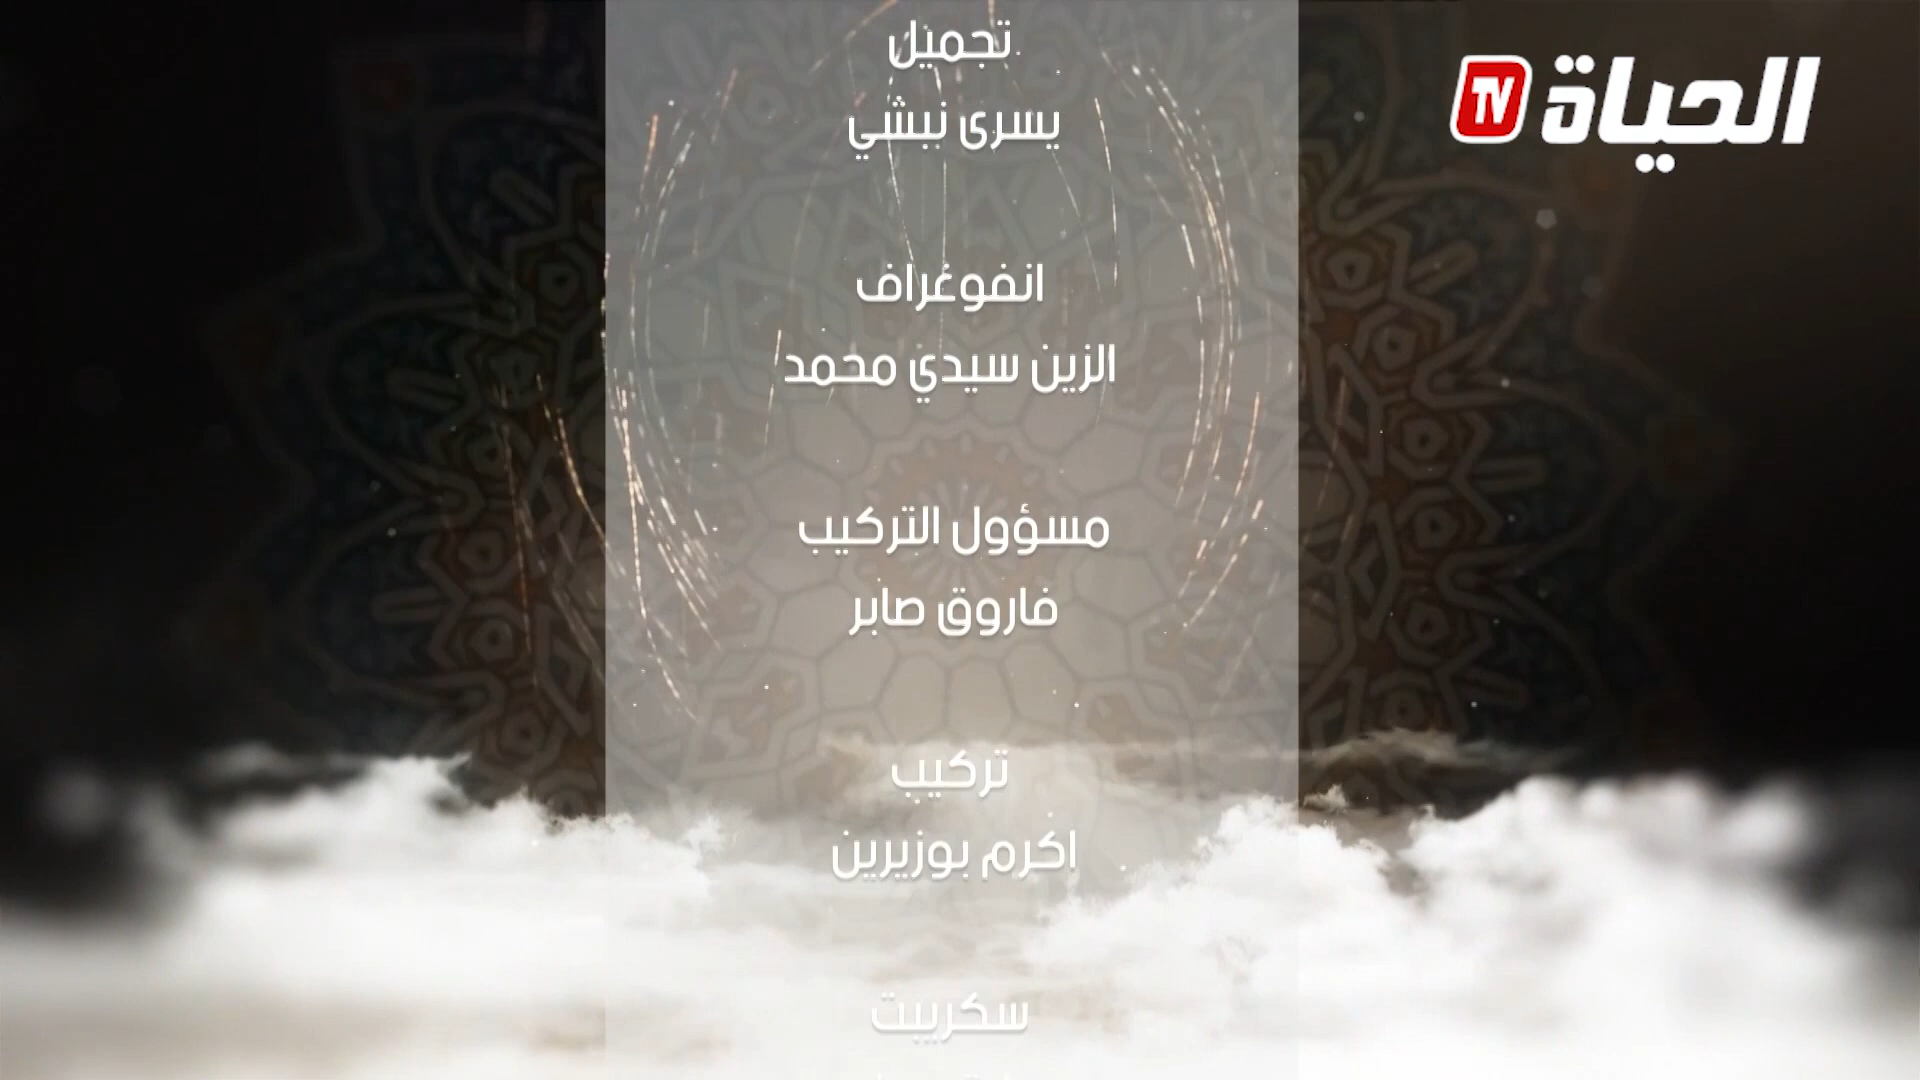 الحياة TV
تجميل
يسرى نبشي
انفوغراف
الزين سيدي محمد
مسؤول التركيب
فاروق صابر
تركيب
اكرم بوزيرين
سكريبت